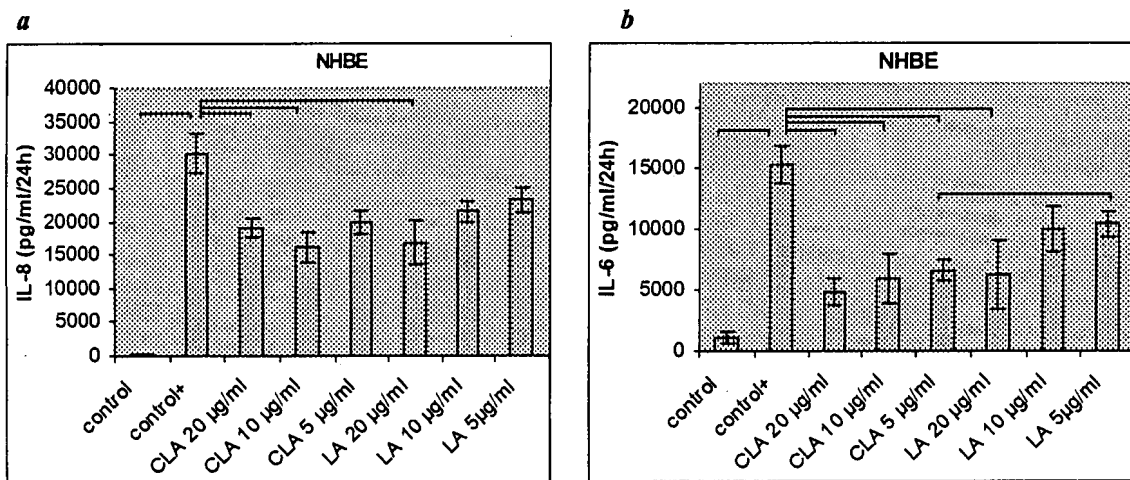 a
NHBE
IL-8 (pg/ml/24h)
40000
35000
30000
25000
20000
15000
10000
5000
0
control
control+
CLA 20 µg/ml
CLA 10 µg/ml
CLA 5 µg/ml
LA 20 µg/ml
LA 10 µg/ml
LA 5µg/ml
b
NHBE
IL-6 (pg/ml/24h)
20000
15000
10000
5000
0
control
control+
CLA 20 µg/ml
CLA 10 µg/ml
CLA 5 µg/ml
LA 20 µg/ml
LA 10 µg/ml
LA 5µg/ml